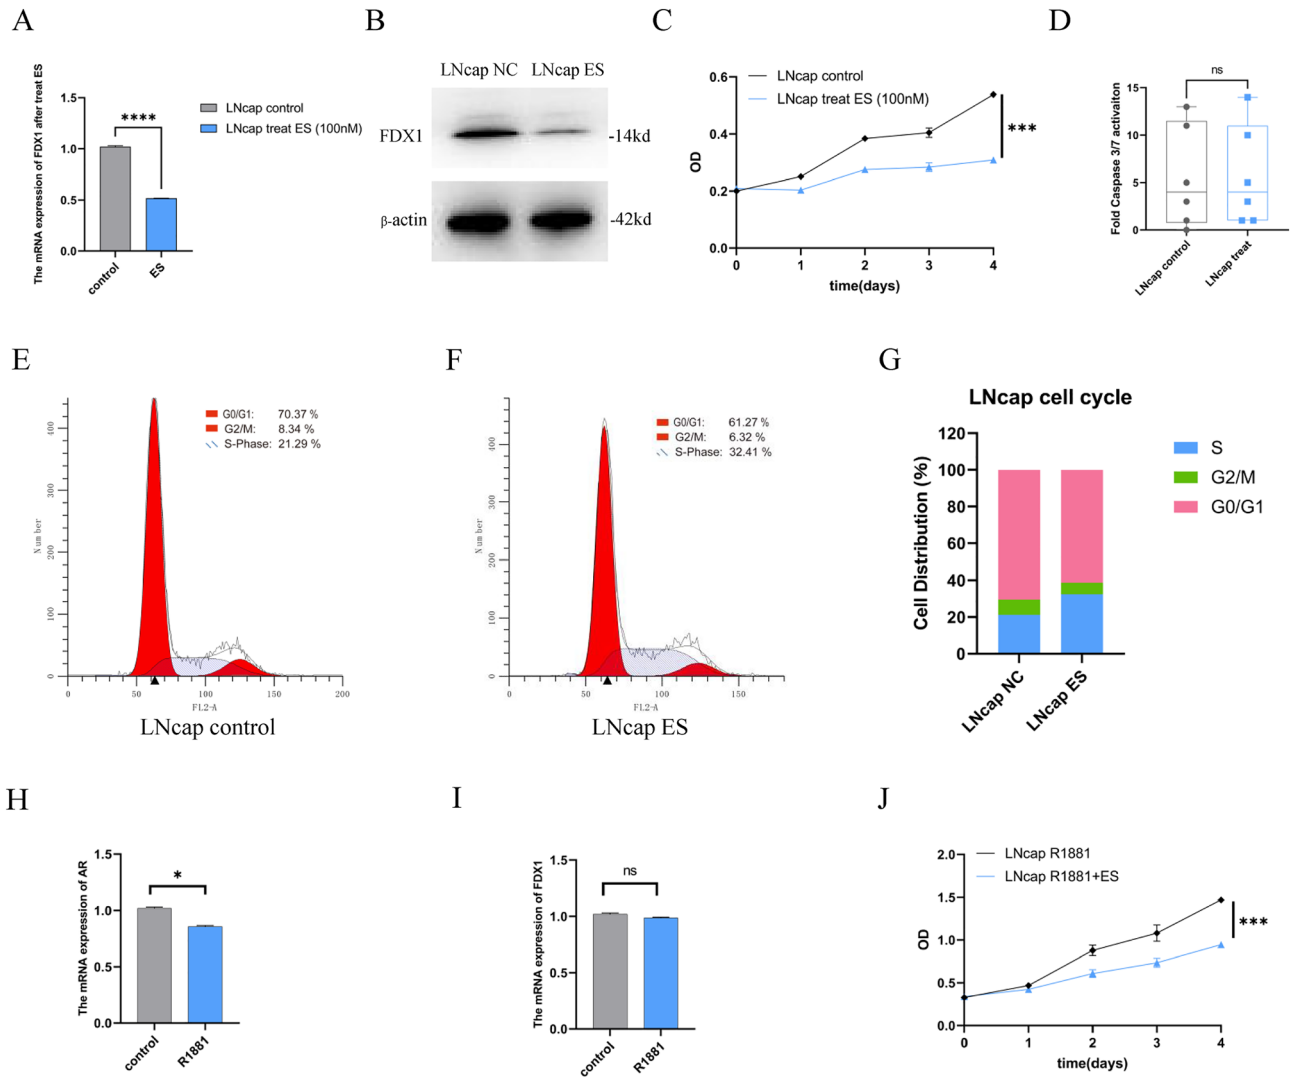 A
B
C
D
The mRNA expression of FDX1 after treat ES
1.5
1.0
0.5
0.0
****
control
ES
LNcap control
LNcap treat ES (100nM)
LNcap NC LNcap ES
FDX1
-14kd
β-actin
-42kd
OD
0.6
0.4
0.2
0.0
LNcap control
LNcap treat ES (100nM)
***
0 1 2 3 4
time(days)
Fold Caspase 3/7 activaiton
15
10
5
0
ns
LNcap control
LNcap treat
E
F
G
Number
400
300
200
100
0
G0/G1: 70.37 %
G2/M: 8.34 %
S-Phase: 21.29 %
0 50 100 150 200
FL2-A
LNcap control
Number
400
300
200
100
0
G0/G1: 61.27 %
G2/M: 6.32 %
S-Phase: 32.41 %
0 50 100 150
FL2-A
LNcap ES
LNcap cell cycle
Cell Distribution (%)
120
100
80
60
40
20
0
LNcap NC
LNcap ES
S
G2/M
G0/G1
H
I
J
The mRNA expression of AR
1.5
1.0
0.5
0.0
*
control
R1881
The mRNA expression of FDX1
1.5
1.0
0.5
0.0
ns
control
R1881
OD
2.0
1.5
1.0
0.5
0.0
LNcap R1881
LNcap R1881+ES
***
0 1 2 3 4
time(days)